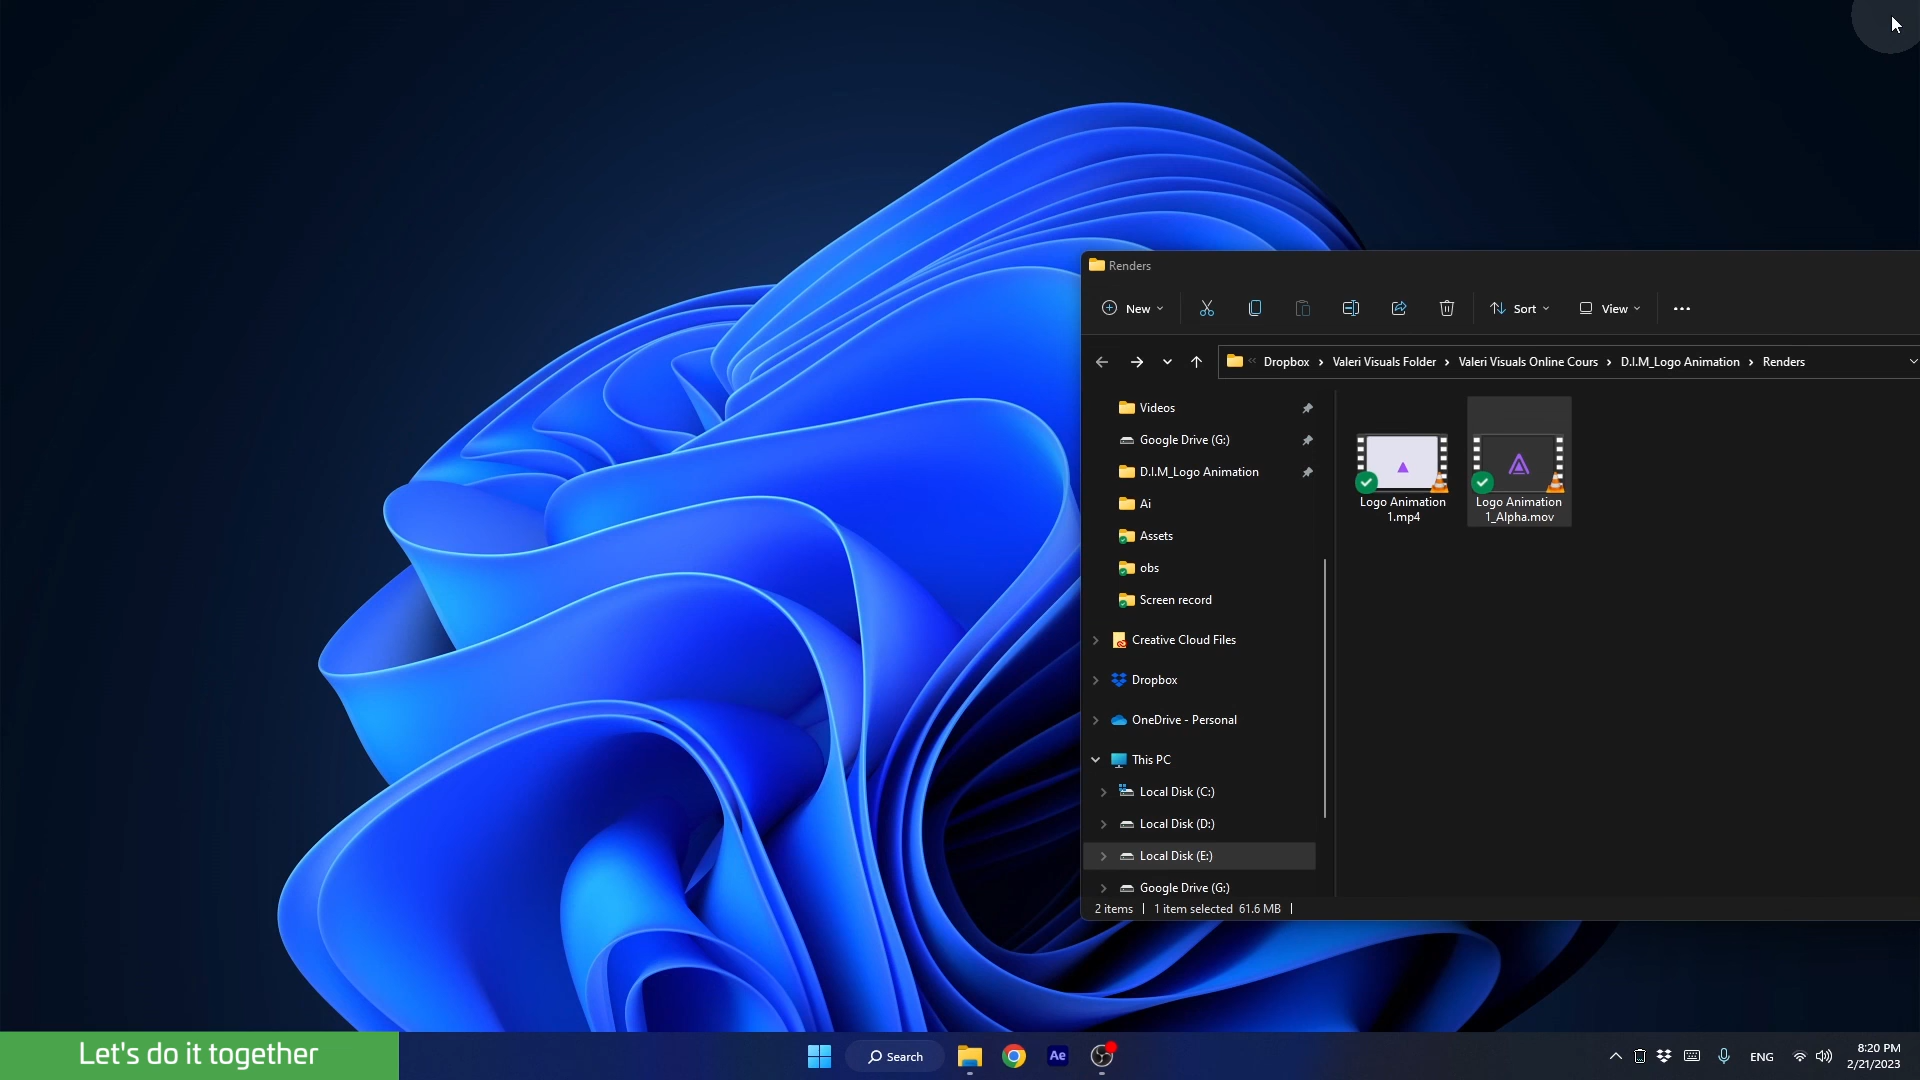 Renders
New
Sort
View
Dropbox
Valeri Visuals Folder
Valeri Visuals Online Cours
D.I.M_Logo Animation
Renders
Videos
Google Drive (G:)
D.I.M_Logo Animation
Ai
Assets
obs
Screen record
Creative Cloud Files
Dropbox
OneDrive - Personal
This PC
Local Disk (C:)
Local Disk (D:)
Local Disk (E:)
Google Drive (G:)
Logo Animation
1.mp4
Logo Animation
1_Alpha.mov
2 items
1 item selected 61.6 MB
Let's do it together
Search
Ae
ENG
8:20 PM
2/21/2023